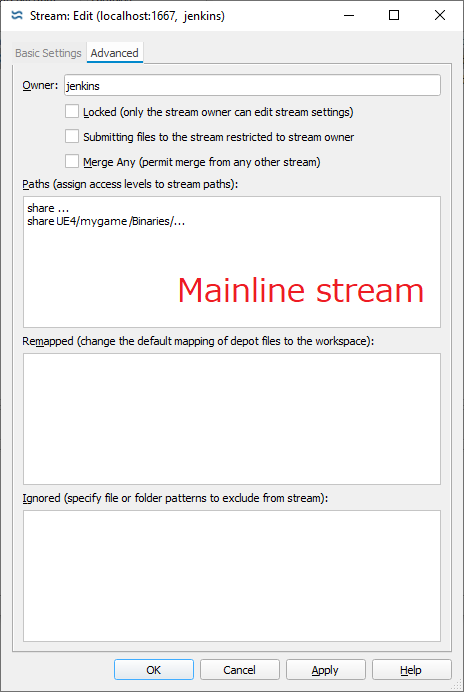 Stream: Edit (localhost:1667,  jenkins)
Basic Settings Advanced
Owner: jenkins
Locked (only the stream owner can edit stream settings)
Submitting files to the stream restricted to stream owner
Merge Any (permit merge from any other stream)
Paths (assign access levels to stream paths):
share ...
share UE4/mygame /Binaries/...
Mainline stream
Remapped (change the default mapping of depot files to the workspace):
Ignored (specify file or folder patterns to exclude from stream):
OK Cancel Apply Help